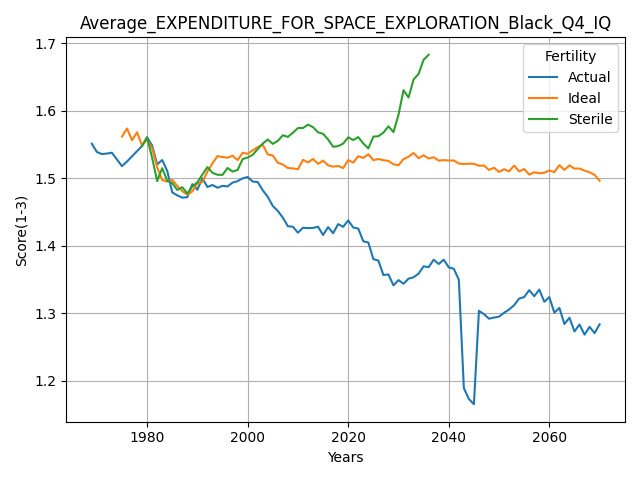 Average_EXPENDITURE_FOR_SPACE_EXPLORATION_Black_Q4_IQ
Fertility
Actual
Ideal
Sterile
Score(1-3)
1.7
1.6
1.5
1.4
1.3
1.2
1980
2000
2020
2040
2060
Years